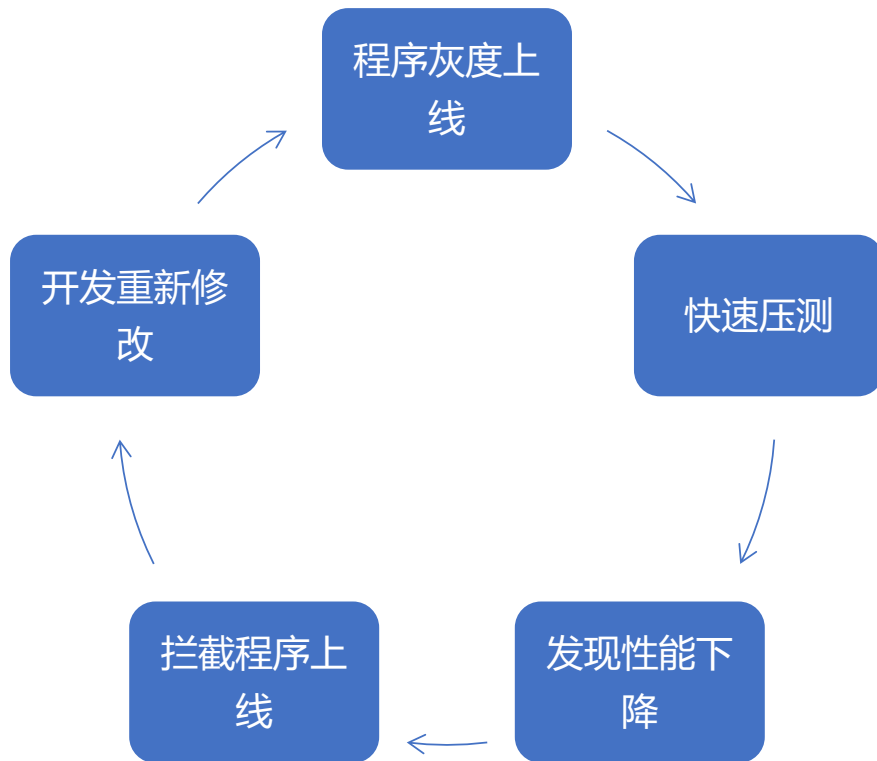 程序灰度上
线
快速压测
发现性能下
降
拦截程序上
线
开发重新修
改